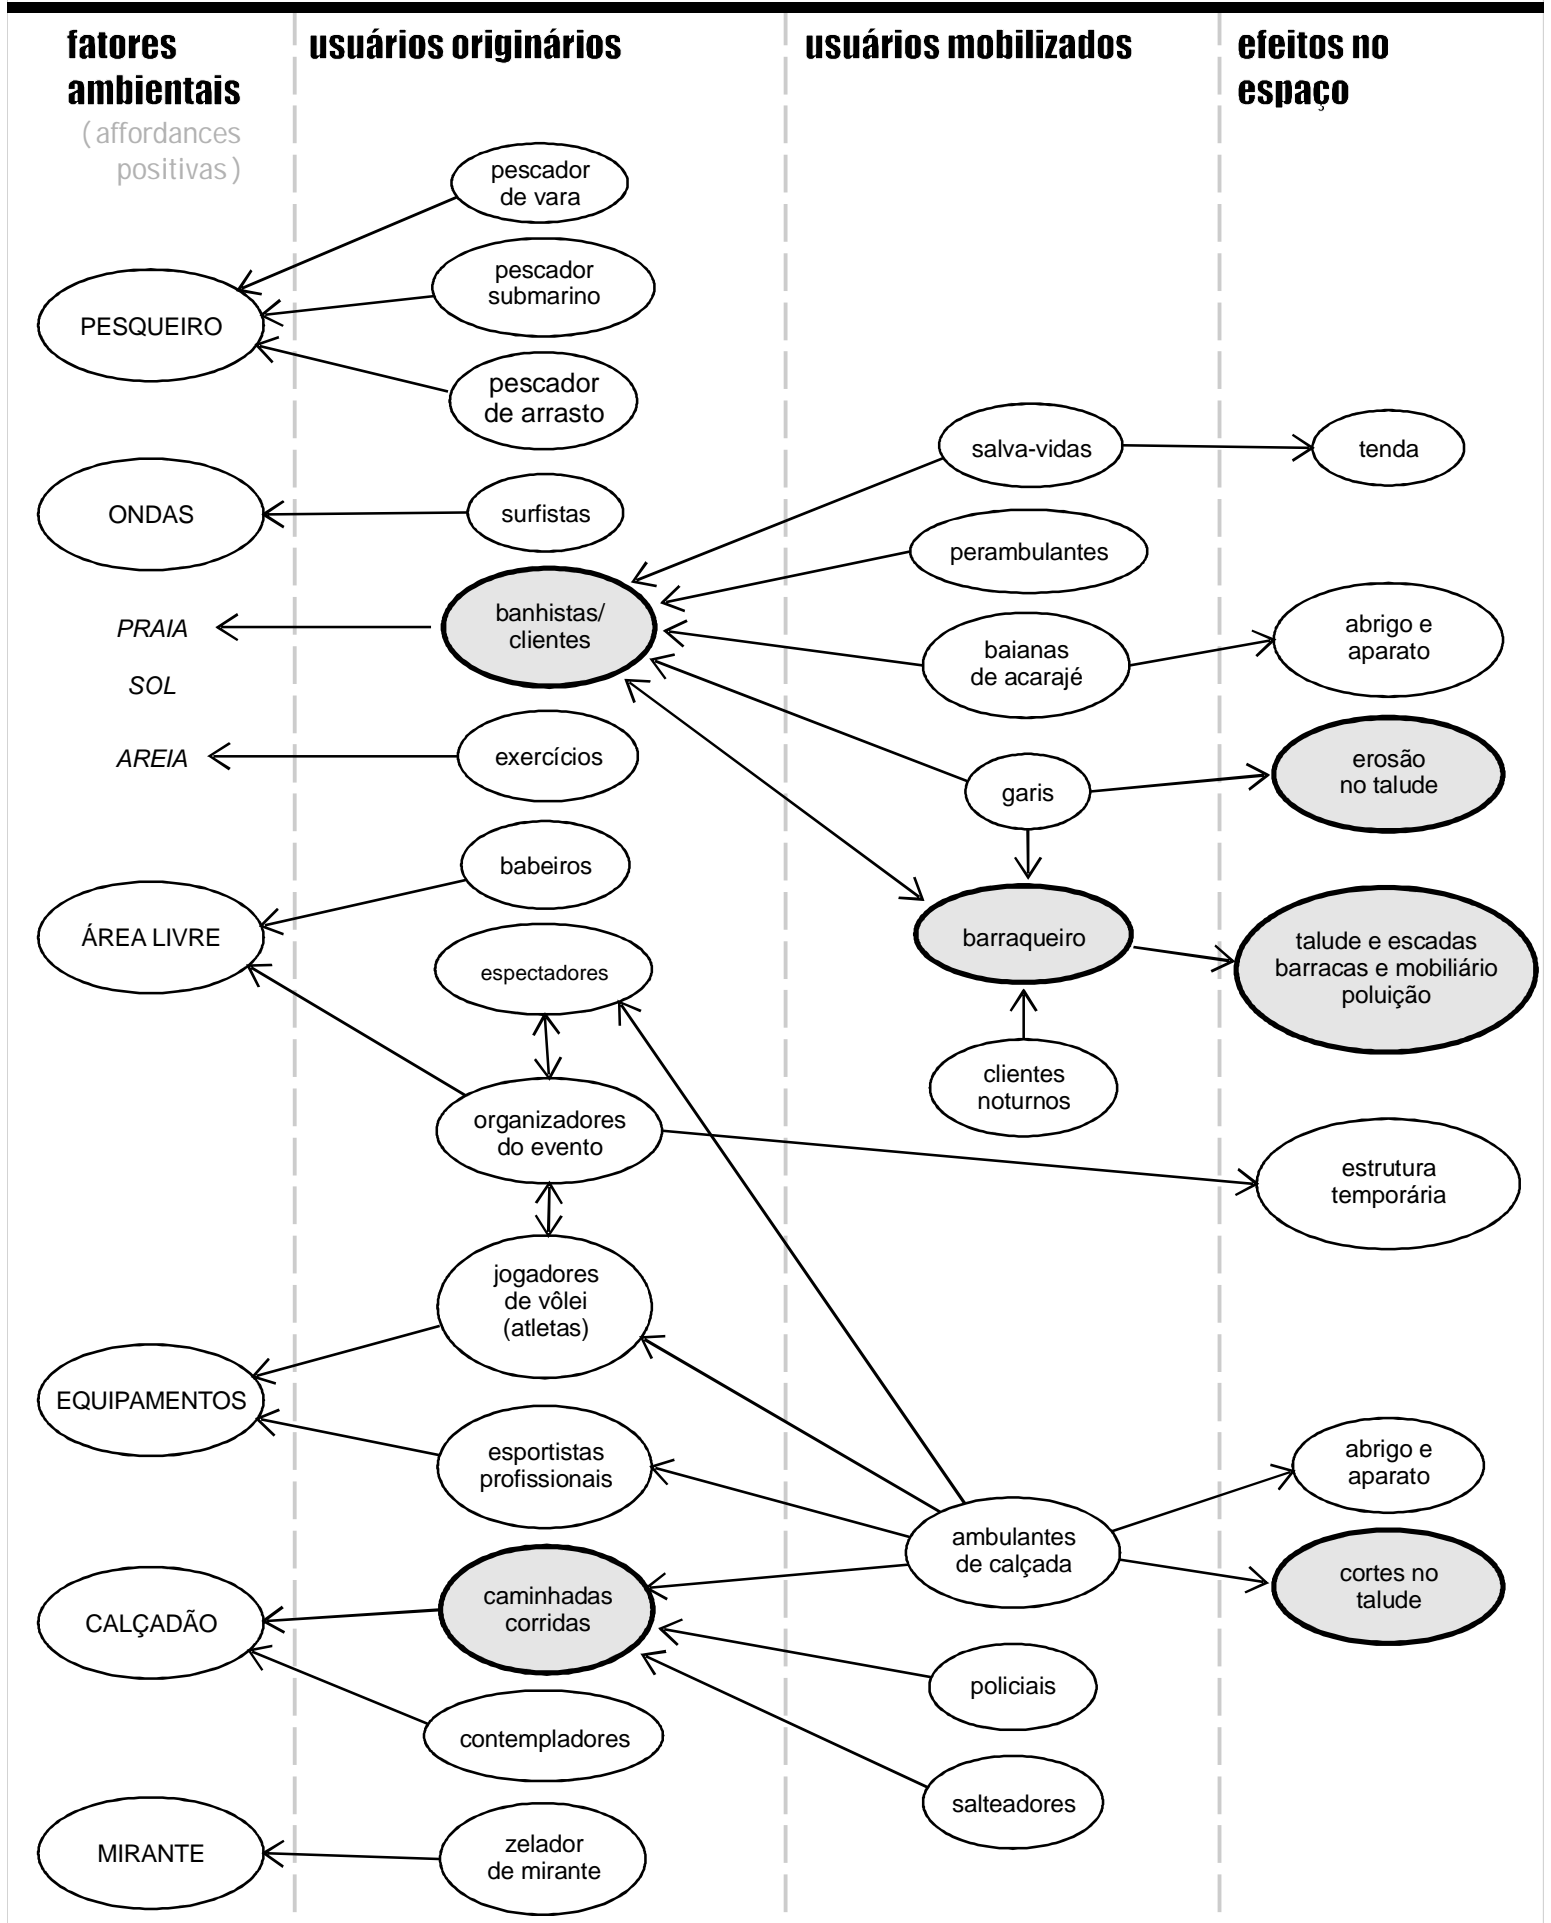 fatores
ambientais
(affordances
positivas)
usuários originários
usuários mobilizados
efeitos no
espaço
pescador
de vara
pescador
submarino
PESQUEIRO
pescador
de arrasto
salva-vidas
tenda
ONDAS
surfistas
perambulantes
PRAIA
banhistas/
clientes
baianas
de acarajé
abrigo e
aparato
SOL
AREIA
exercícios
garis
erosão
no talude
babeiros
ÁREA LIVRE
espectadores
barraqueiro
talude e escadas
barracas e mobiliário
poluição
clientes
noturnos
organizadores
do evento
estrutura
temporária
jogadores
de vôlei
(atletas)
EQUIPAMENTOS
esportistas
profissionais
abrigo e
aparato
ambulantes
de calçada
caminhadas
corridas
cortes no
talude
CALÇADÃO
policiais
contempladores
salteadores
MIRANTE
zelador
de mirante